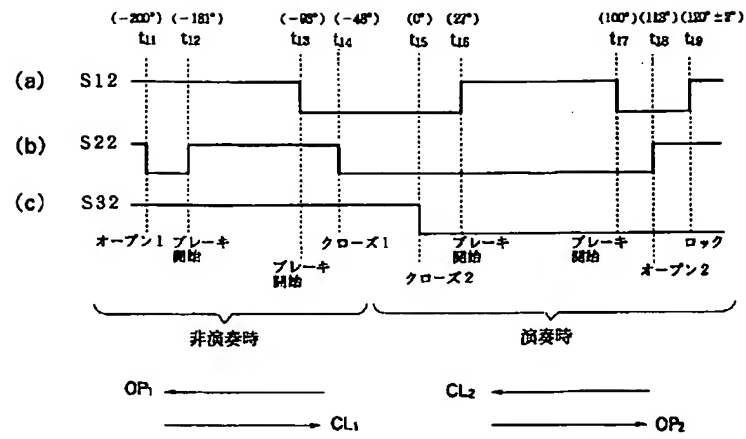 (−200°) (−181°) (−93°) (−48°) (0°) (27°) (100°) (113°) (120°±2°)
t11 t12 t13 t14 t15 t16 t17 t18 t19
(a) S12
(b) S22
(c) S32
オープン1 ブレーキ開始 ブレーキ開始 クローズ1 クローズ2 ブレーキ開始 ブレーキ開始 オープン2 ロック
非演奏時 演奏時
OP1 CL2
CL1 OP2